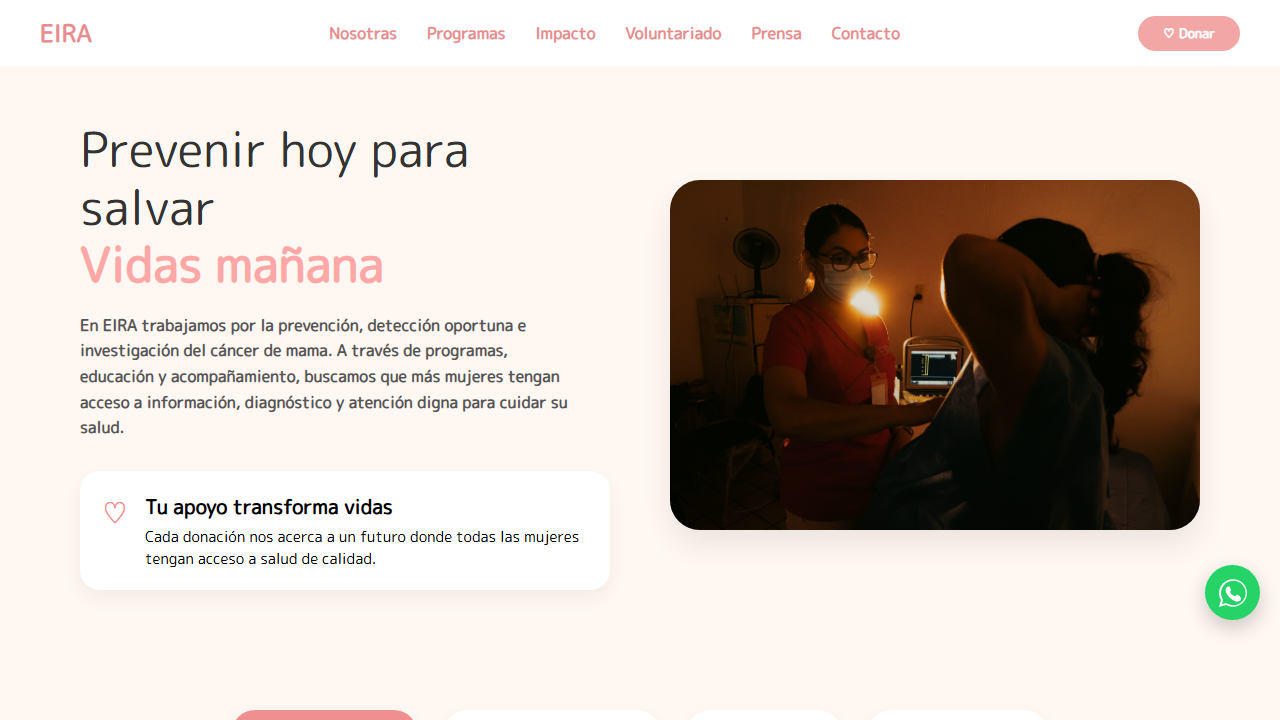 EIRA
Nosotras
Programas
Impacto
Voluntariado
Prensa
Contacto
♡ Donar
Prevenir hoy para
salvar
Vidas mañana
En EIRA trabajamos por la prevención, detección oportuna e
investigación del cáncer de mama. A través de programas,
educación y acompañamiento, buscamos que más mujeres tengan
acceso a información, diagnóstico y atención digna para cuidar su
salud.
Tu apoyo transforma vidas
Cada donación nos acerca a un futuro donde todas las mujeres
tengan acceso a salud de calidad.